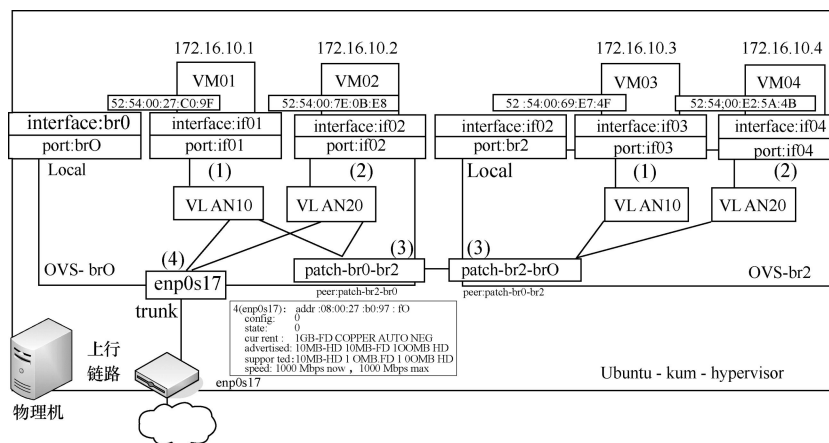 172.16.10.1
172.16.10.2
172.16.10.3
172.16.10.4
VM01
VM02
VM03
VM04
52:54:00:27:C0:9F
52:54:00:7E:0B:E8
52 :54:00:69:E7:4F
52:54;00:E2:5A:4B
interface:br0
interface:if01
interface:if02
interface:if02
interface:if03
interface:if04
port:brO
port:if01
port:if02
port:br2
port:if03
port:if04
Local
(1)
(2)
Local
(1)
(2)
VL AN10
VL AN20
VL AN10
VL AN20
(4)
(3)
(3)
OVS- brO
enp0s17
patch-br0-br2
patch-br2-brO
OVS-br2
peer:patch-br2-br0
peer:patch-br0-br2
trunk
4(enp0s17): addr :08:00:27 :b0:97 : fO
config: 0
state: 0
cur rent : 1GB-FD COPPER AUTO NEG
advertised: 10MB-HD 10MB-FD 1OOMB HD
suppor ted:10MB-HD 1 OMB.FD 1 0OMB HD
speed: 1000 Mbps now , 1000 Mbps max
上行
链路
enp0s17
Ubuntu - kum - hypervisor
物理机